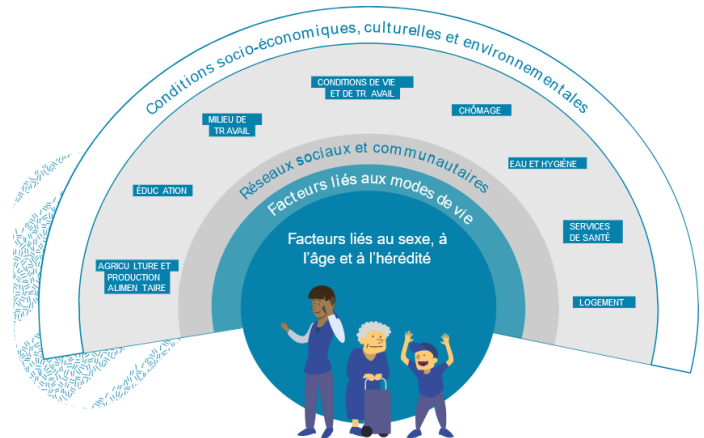 Conditions socio-économiques, culturelles et environnementales
CONDITIONS DE VIE
ET DE TR AVAIL
CHÔMAGE
MILIEU DE
TR AVAIL
EAU ET HYGIÈNE
ÉDUC ATION
SERVICES
DE SANTÉ
AGRICU LTURE ET
PRODUCTION
ALIMEN TAIRE
LOGEMENT
Réseaux sociaux et communautaires
Facteurs liés aux modes de vie
Facteurs liés au sexe, à
l’âge et à l’hérédité